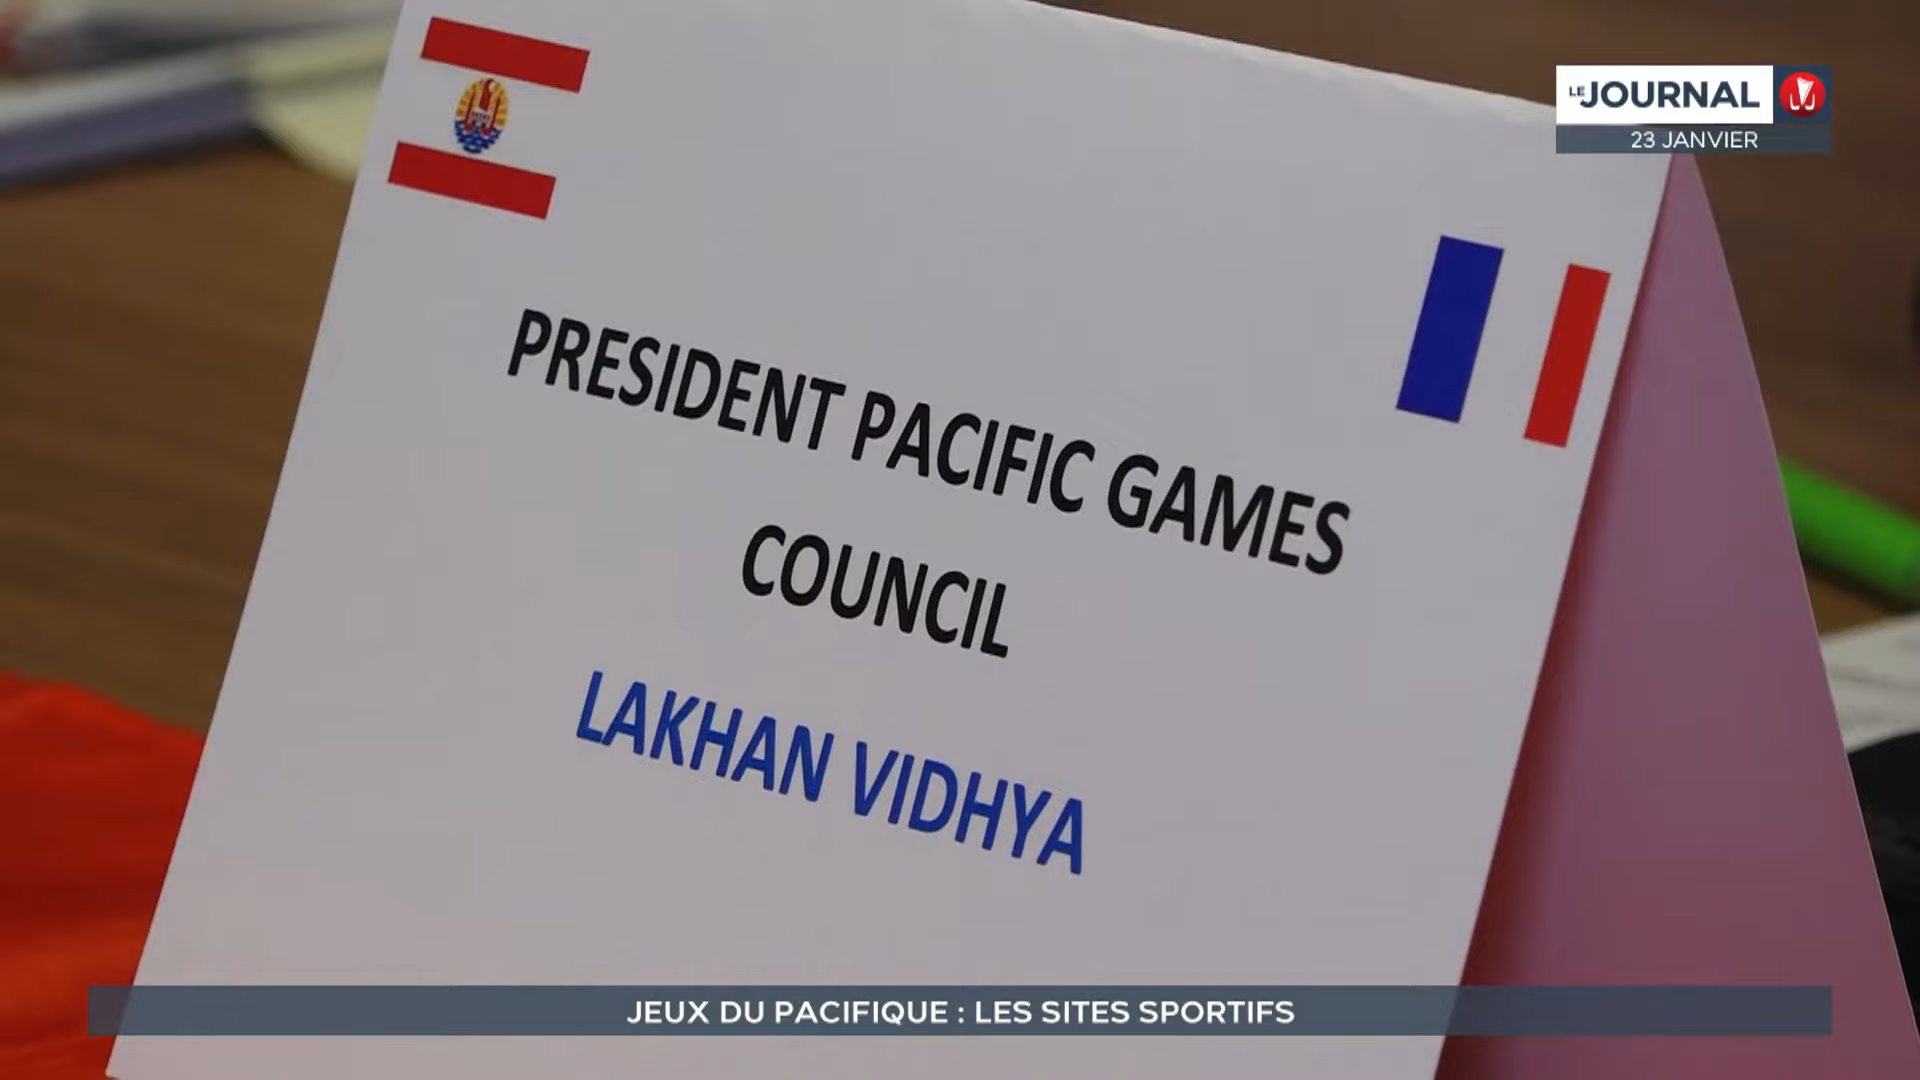 LE JOURNAL
23 JANVIER
PRESIDENT PACIFIC GAMES
COUNCIL
LAKHAN VIDHYA
JEUX DU PACIFIQUE : LES SITES SPORTIFS